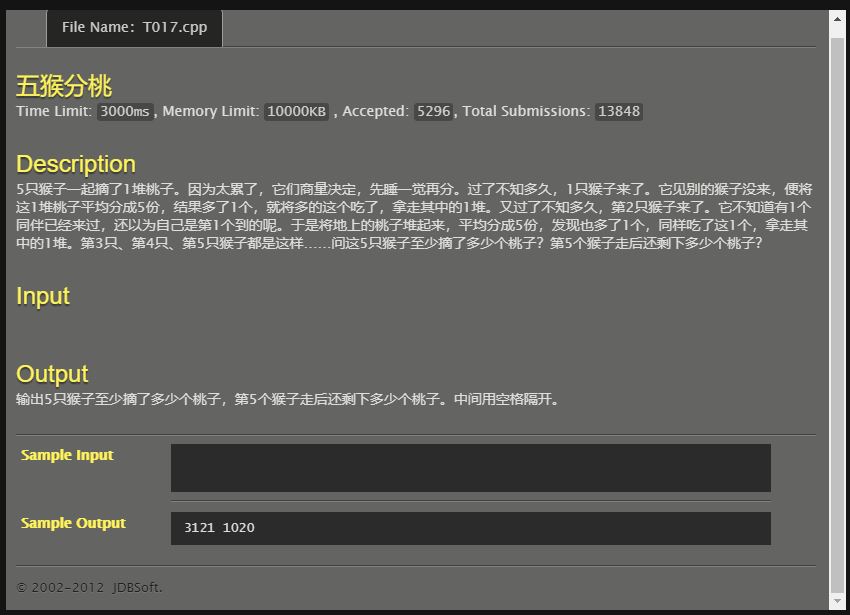 File Name: T017.cpp
五猴分桃
Time Limit: 3000ms, Memory Limit: 10000KB , Accepted: 5296, Total Submissions: 13848
Description
5只猴子一起摘了1堆桃子。因为太累了，它们商量决定，先睡一觉再分。过了不知多久，1只猴子来了。它见别的猴子没来，便将
这1堆桃子平均分成5份，结果多了1个，就将多的这个吃了，拿走其中的1堆。又过了不知多久，第2只猴子来了。它不知道有1个
同伴已经来过，还以为自己是第1个到的呢。于是将地上的桃子堆起来，平均分成5份，发现也多了1个，同样吃了这1个，拿走其
中的1堆。第3只、第4只、第5只猴子都是这样……问这5只猴子至少摘了多少个桃子？第5个猴子走后还剩下多少个桃子？
Input
Output
输出5只猴子至少摘了多少个桃子，第5个猴子走后还剩下多少个桃子。中间用空格隔开。
Sample Input
Sample Output
3121 1020
© 2002-2012 JDBSoft.